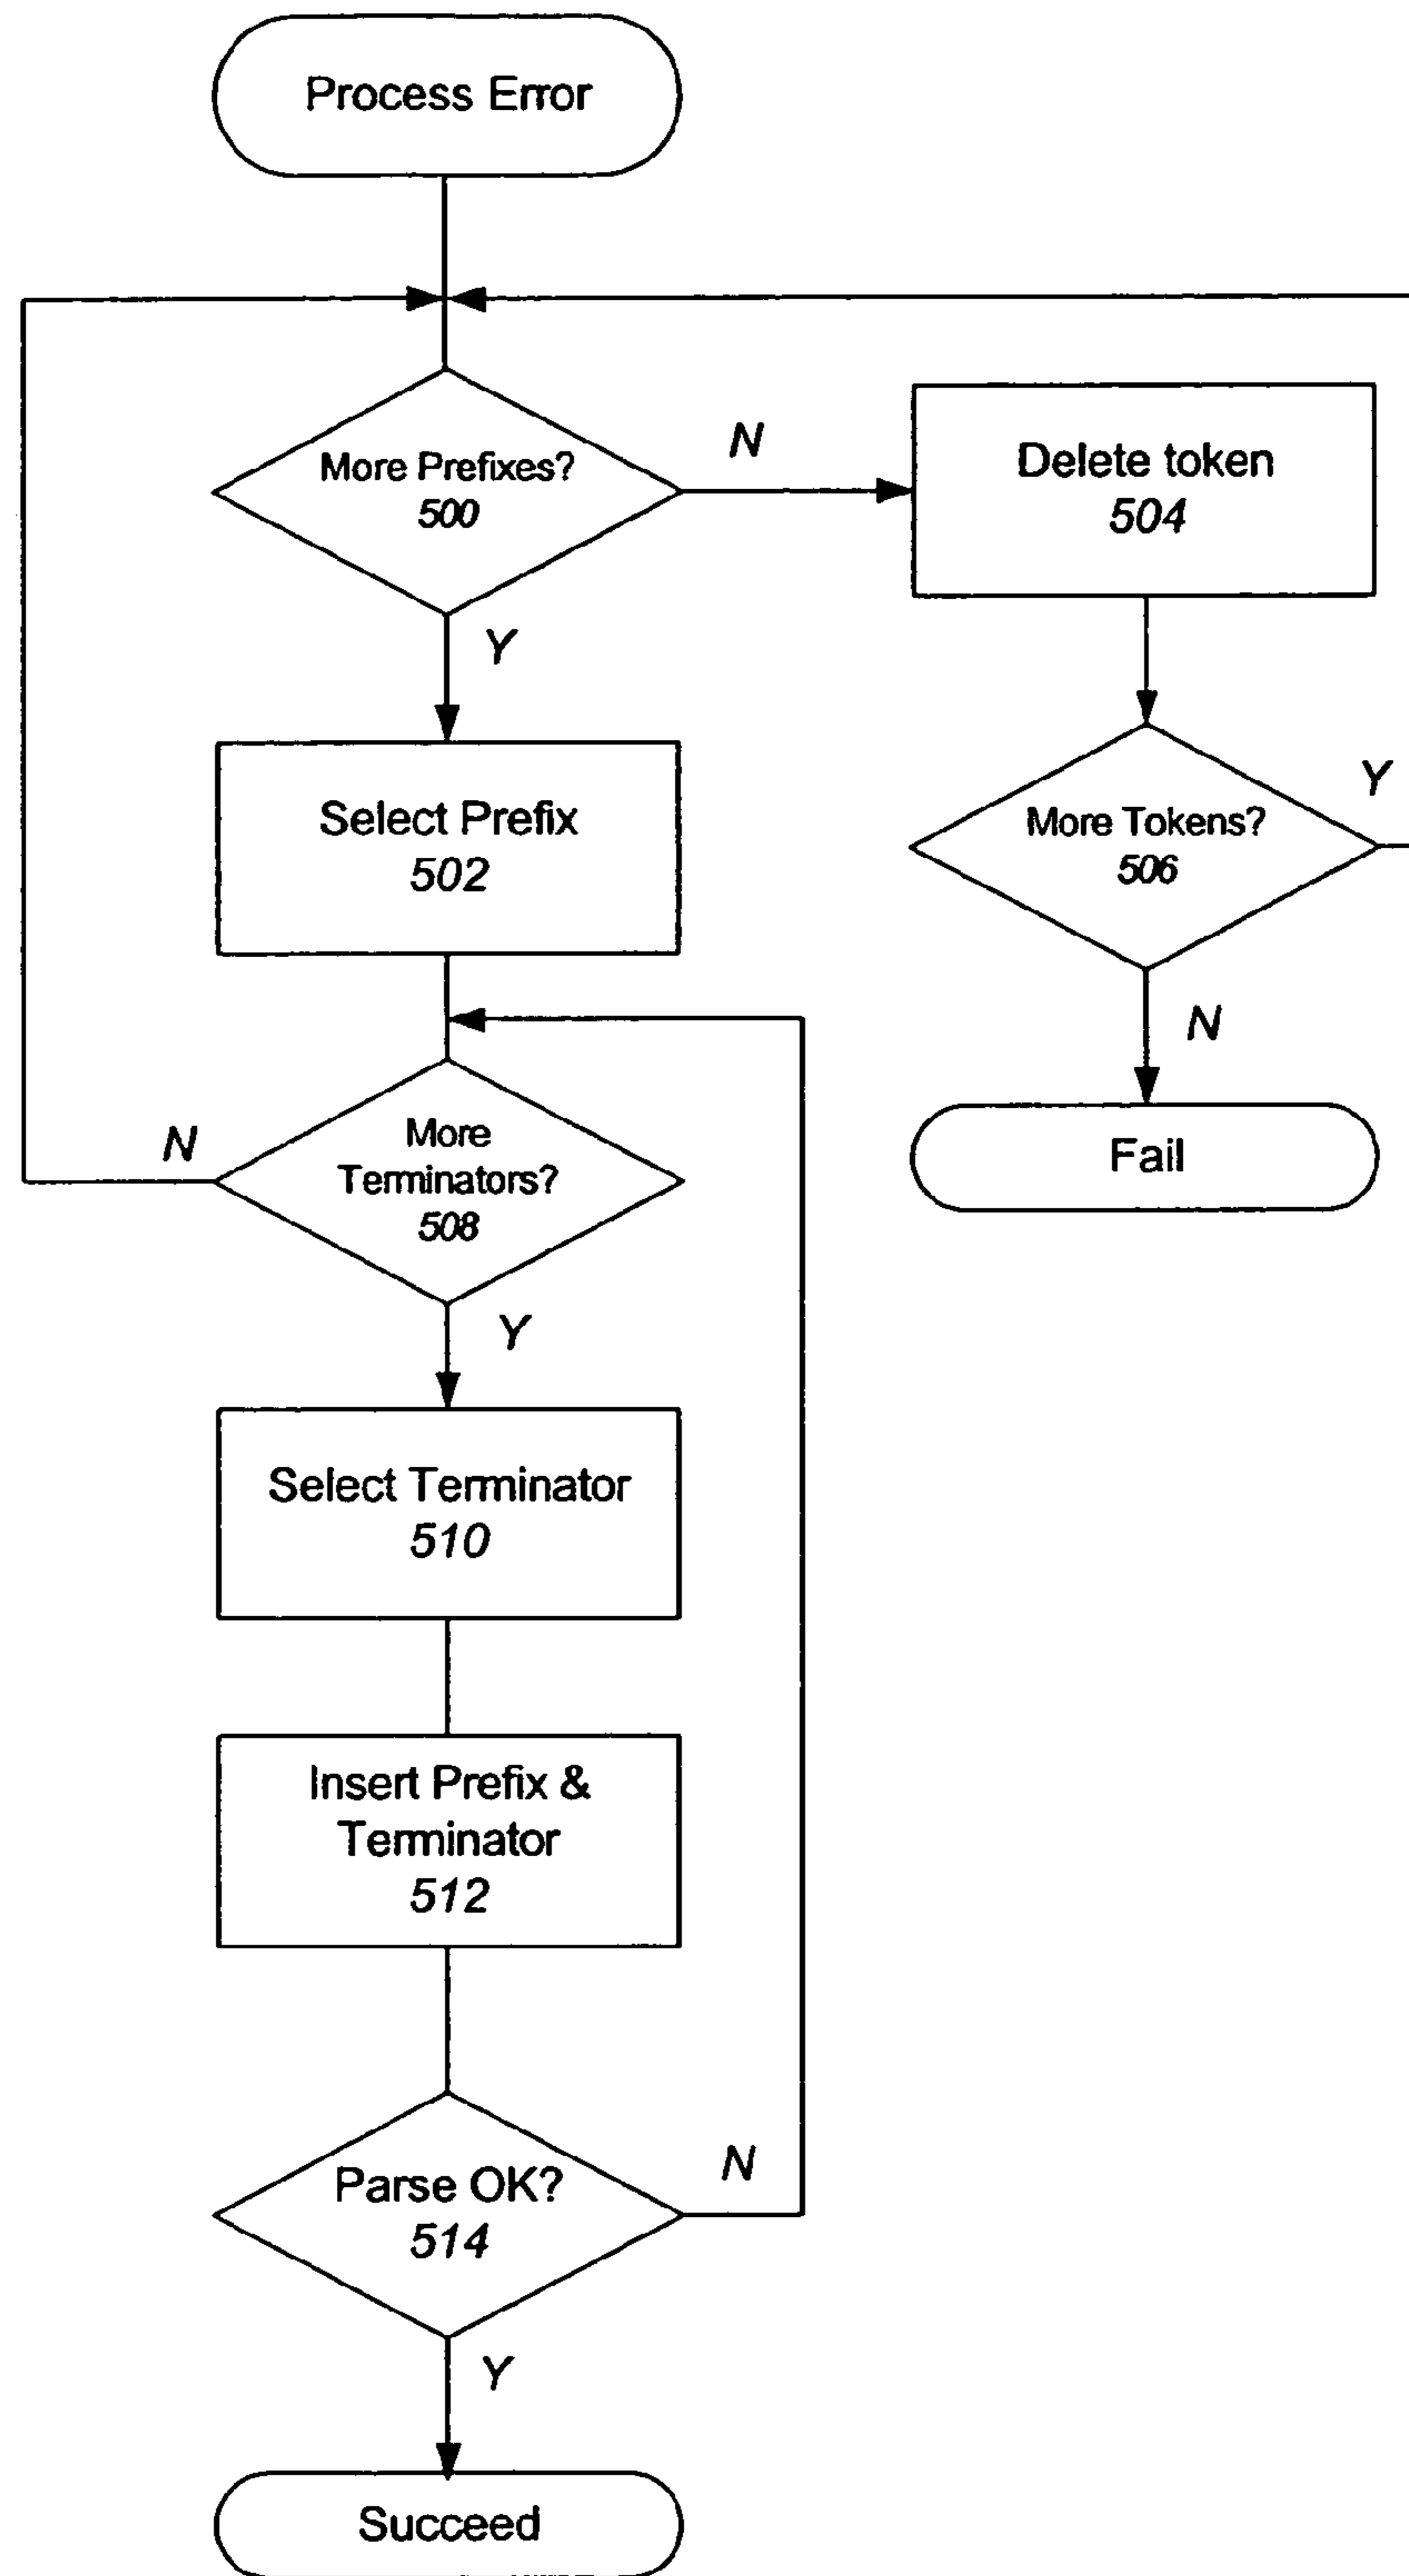 Process Error
More Prefixes?
500
N
Delete token
504
Y
Select Prefix
502
More Tokens?
506
Y
N
Fail
More
Terminators?
508
N
Y
Select Terminator
510
Insert Prefix &
Terminator
512
Parse OK?
514
N
Y
Succeed